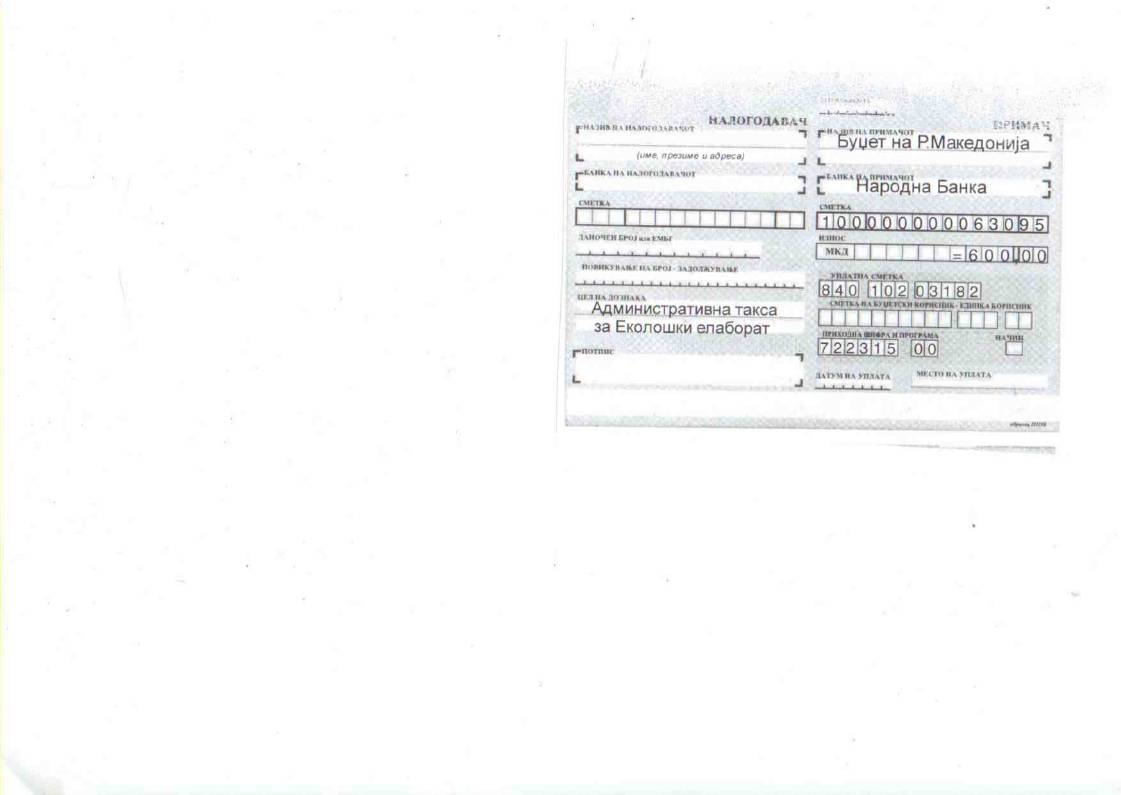 НАЛОГОДАВАЧ
НАЗИВ НА НАЛОГОДАВАЧОТ
(име, презиме и адреса)
БАНКА НА НАЛОГОДАВАЧОТ
СМЕТКА
ДАНОЧЕН БРОЈ или ЕМБГ
ПОВИКУВАЊЕ НА БРОЈ - ЗАДОЛЖУВАЊЕ
ЦЕЛ НА ДОЗНАКА
Административна такса
за Еколошки елаборат
ПОТПИС
ПРИМАЧ
НАЗИВ НА ПРИМАЧОТ
Буџет на Р.Македонија
БАНКА НА ПРИМАЧОТ
Народна Банка
СМЕТКА
100000000063095
ИЗНОС
МКД =600,00
УПЛАТНА СМЕТКА
840 102 03182
СМЕТКА НА БУЏЕТСКИ КОРИСНИК - ЕДИНКА КОРИСНИК
ПРИХОДНА ШИФРА И ПРОГРАМА
НАЧИН
722315 00
ДАТУМ НА УПЛАТА
МЕСТО НА УПЛАТА
образец ПП50